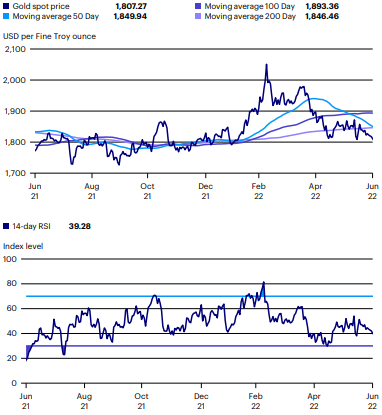 Gold spot price 1,807.27 Moving average 100 Day 1,893.36
Moving average 50 Day 1,849.94 Moving average 200 Day 1,846.46
USD per Fine Troy ounce
2,100
2,000
1,900
1,800
1,700
Jun Aug Oct Dec Feb Apr Jun
21 21 21 21 22 22 22
14-day RSI 39.28
Index level
100
80
60
40
20
0
Jun Aug Oct Dec Feb Apr Jun
21 21 21 21 22 22 22